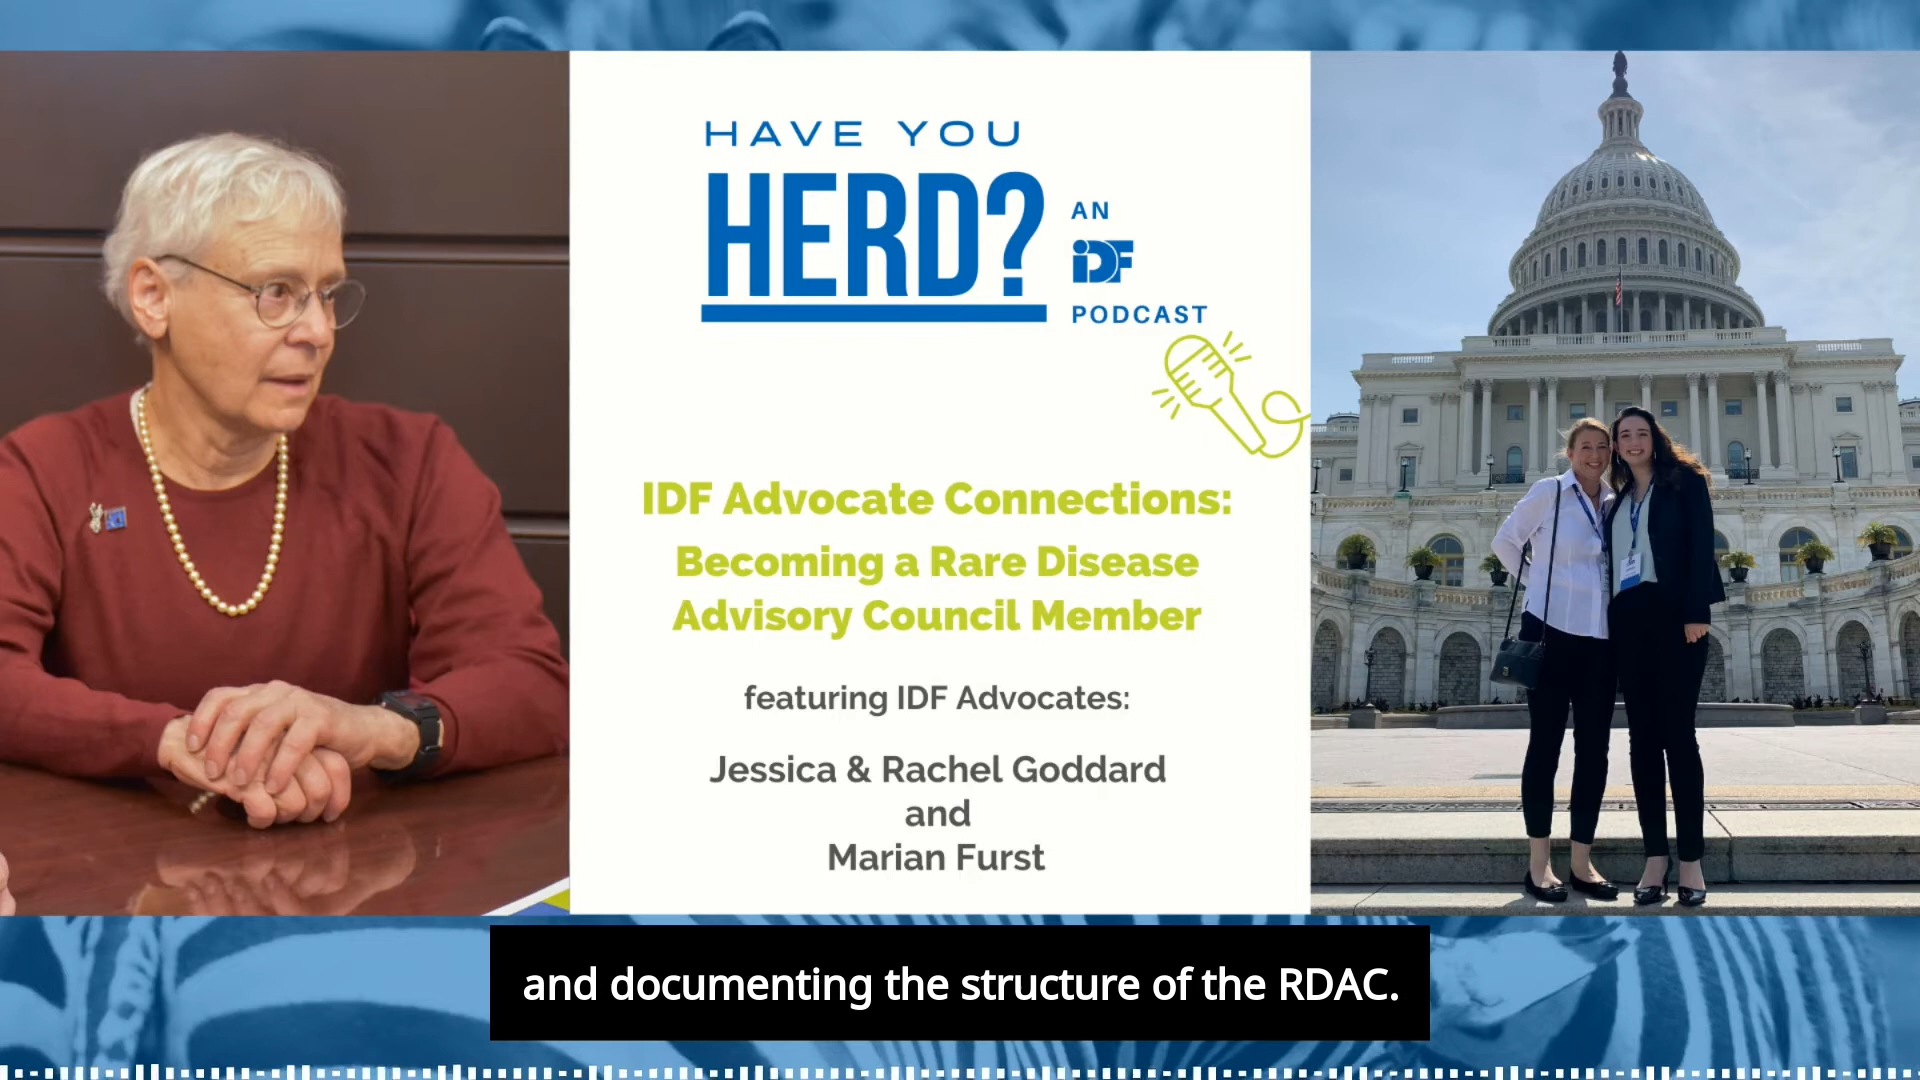 HAVE YOU
HERD?
AN
IDF
PODCAST
IDF Advocate Connections:
Becoming a Rare Disease
Advisory Council Member
featuring IDF Advocates:
Jessica & Rachel Goddard
and
Marian Furst
and documenting the structure of the RDAC.